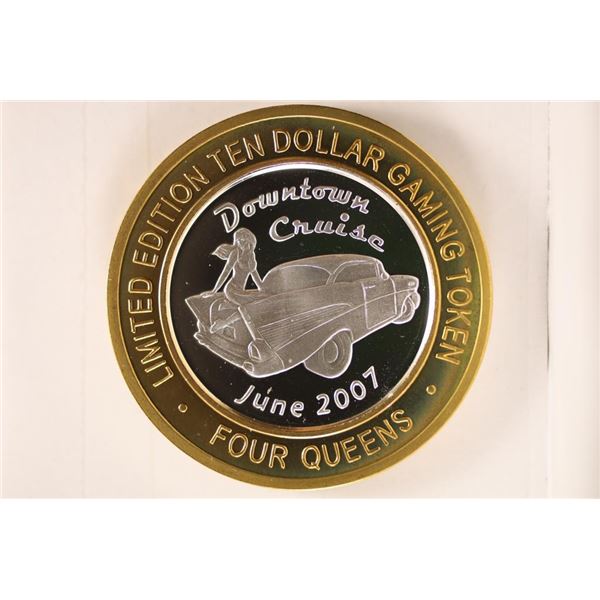 LIMITED EDITION TEN DOLLAR GAMING TOKEN
Downtown
Cruise
June 2007
• FOUR QUEENS •